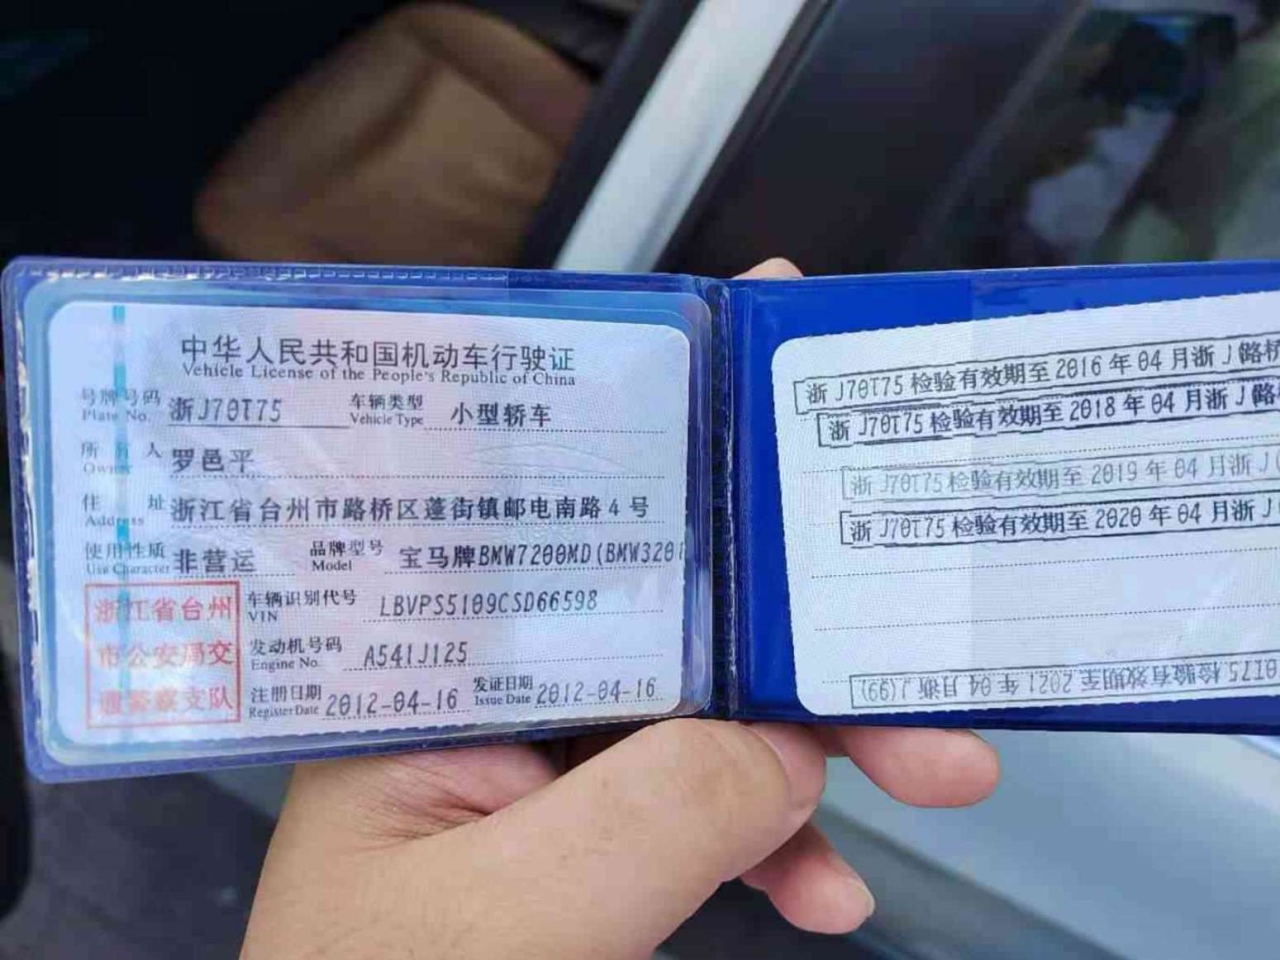 中华人民共和国机动车行驶证
Vehicle License of the People's Republic of China
号牌号码 浙J70T75 车辆类型 小型轿车
Plate No. Vehicle Type
所 人 罗邑平
Owner
住 址 浙江省台州市路桥区蓬街镇邮电南路4号
Address
使用性质 非营运 品牌型号 宝马牌BMW7200MD(BMW320
Use Character Model
浙江省台州
市公安局交
通警察支队
车辆识别代号 LBVPS5109CSD66598
VIN
发动机号码 A541J125
Engine No.
注册日期 2012-04-16 发证日期 2012-04-16
Register Date Issue Date
浙J70T75检验有效期至2016年04月浙J(路桥
浙J70T75检验有效期至2018年04月浙J(路
浙J70T75检验有效期至2019年04月浙J(
浙J70T75检验有效期至2020年04月浙J
0T75检验有效期至2021年04月浙J(99)